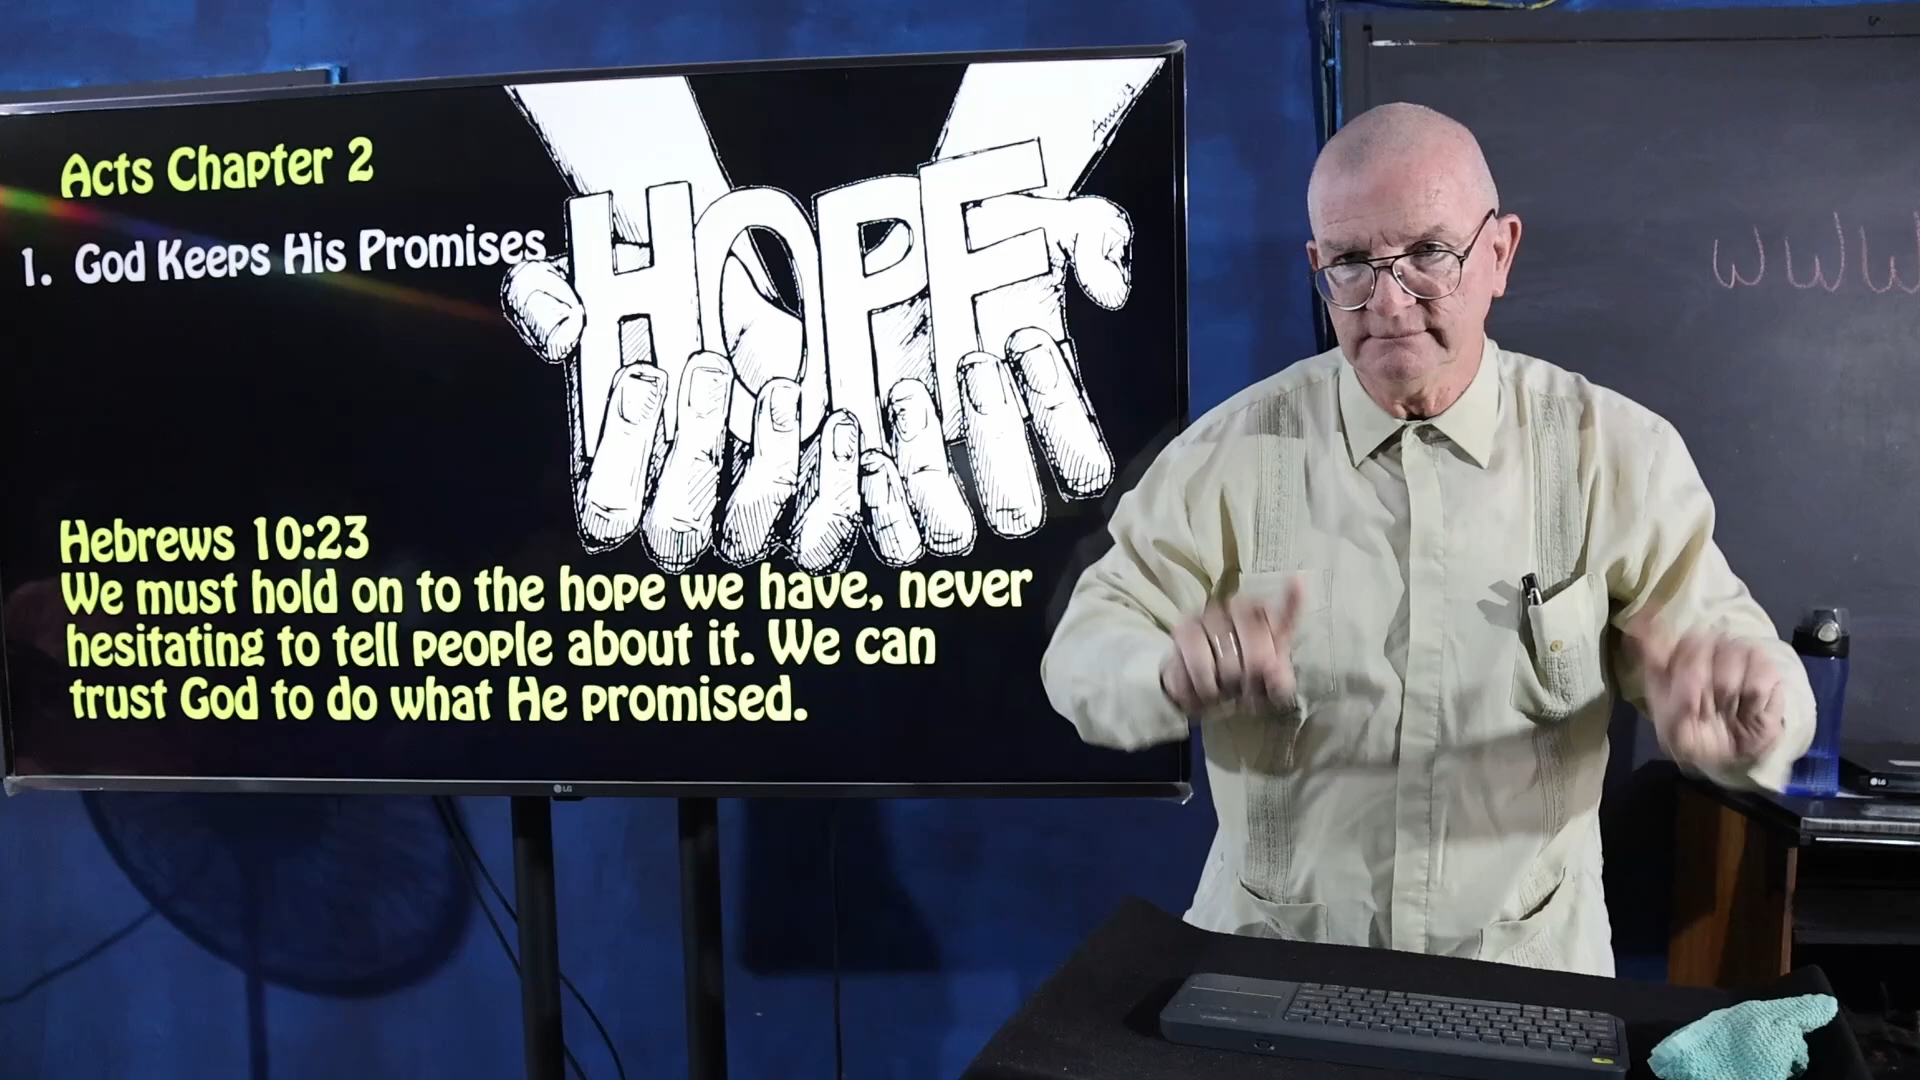 Acts Chapter 2
1. God Keeps His Promises
HOPE
Hebrews 10:23
We must hold on to the hope we have, never
hesitating to tell people about it. We can
trust God to do what He promised.
LG
www
LG